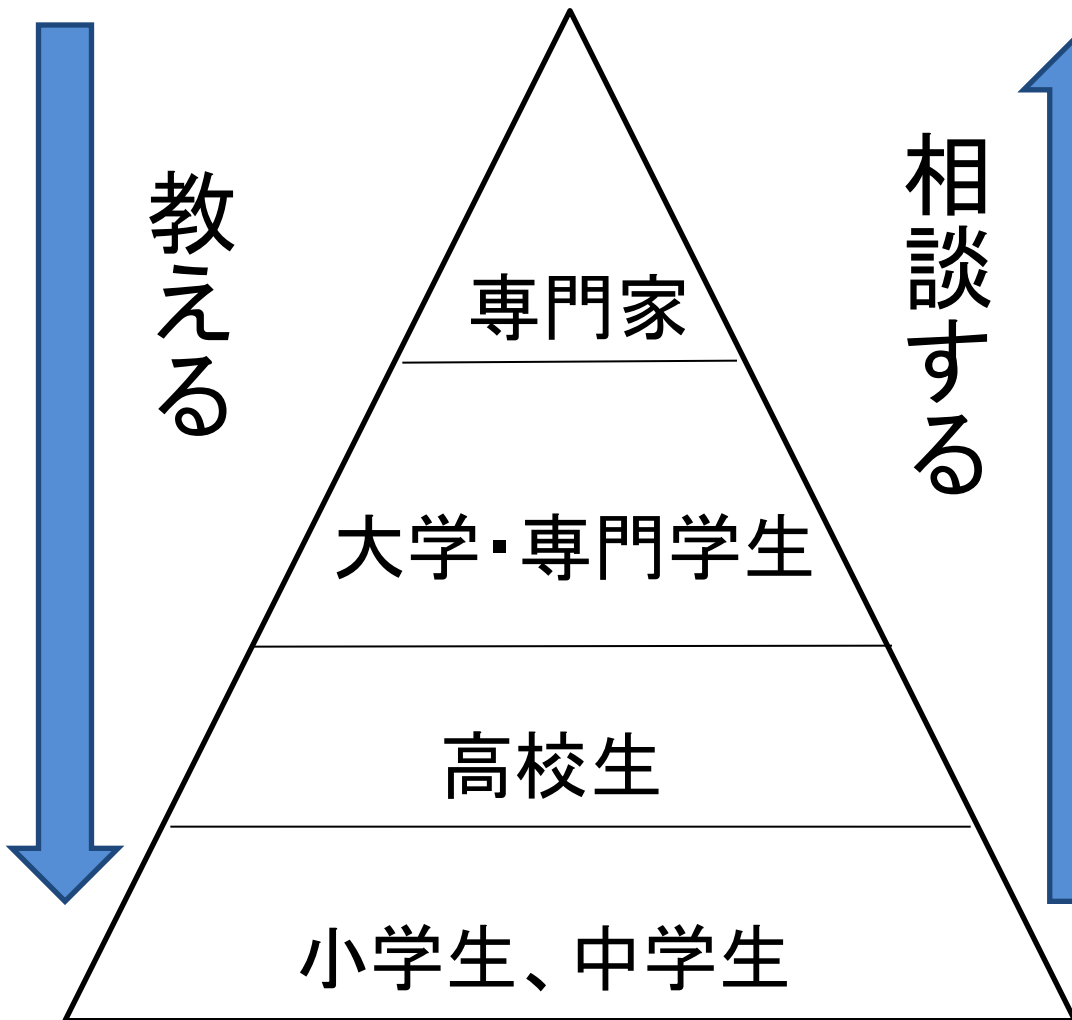 教える
相談する
専門家
大学・専門学生
高校生
小学生、中学生